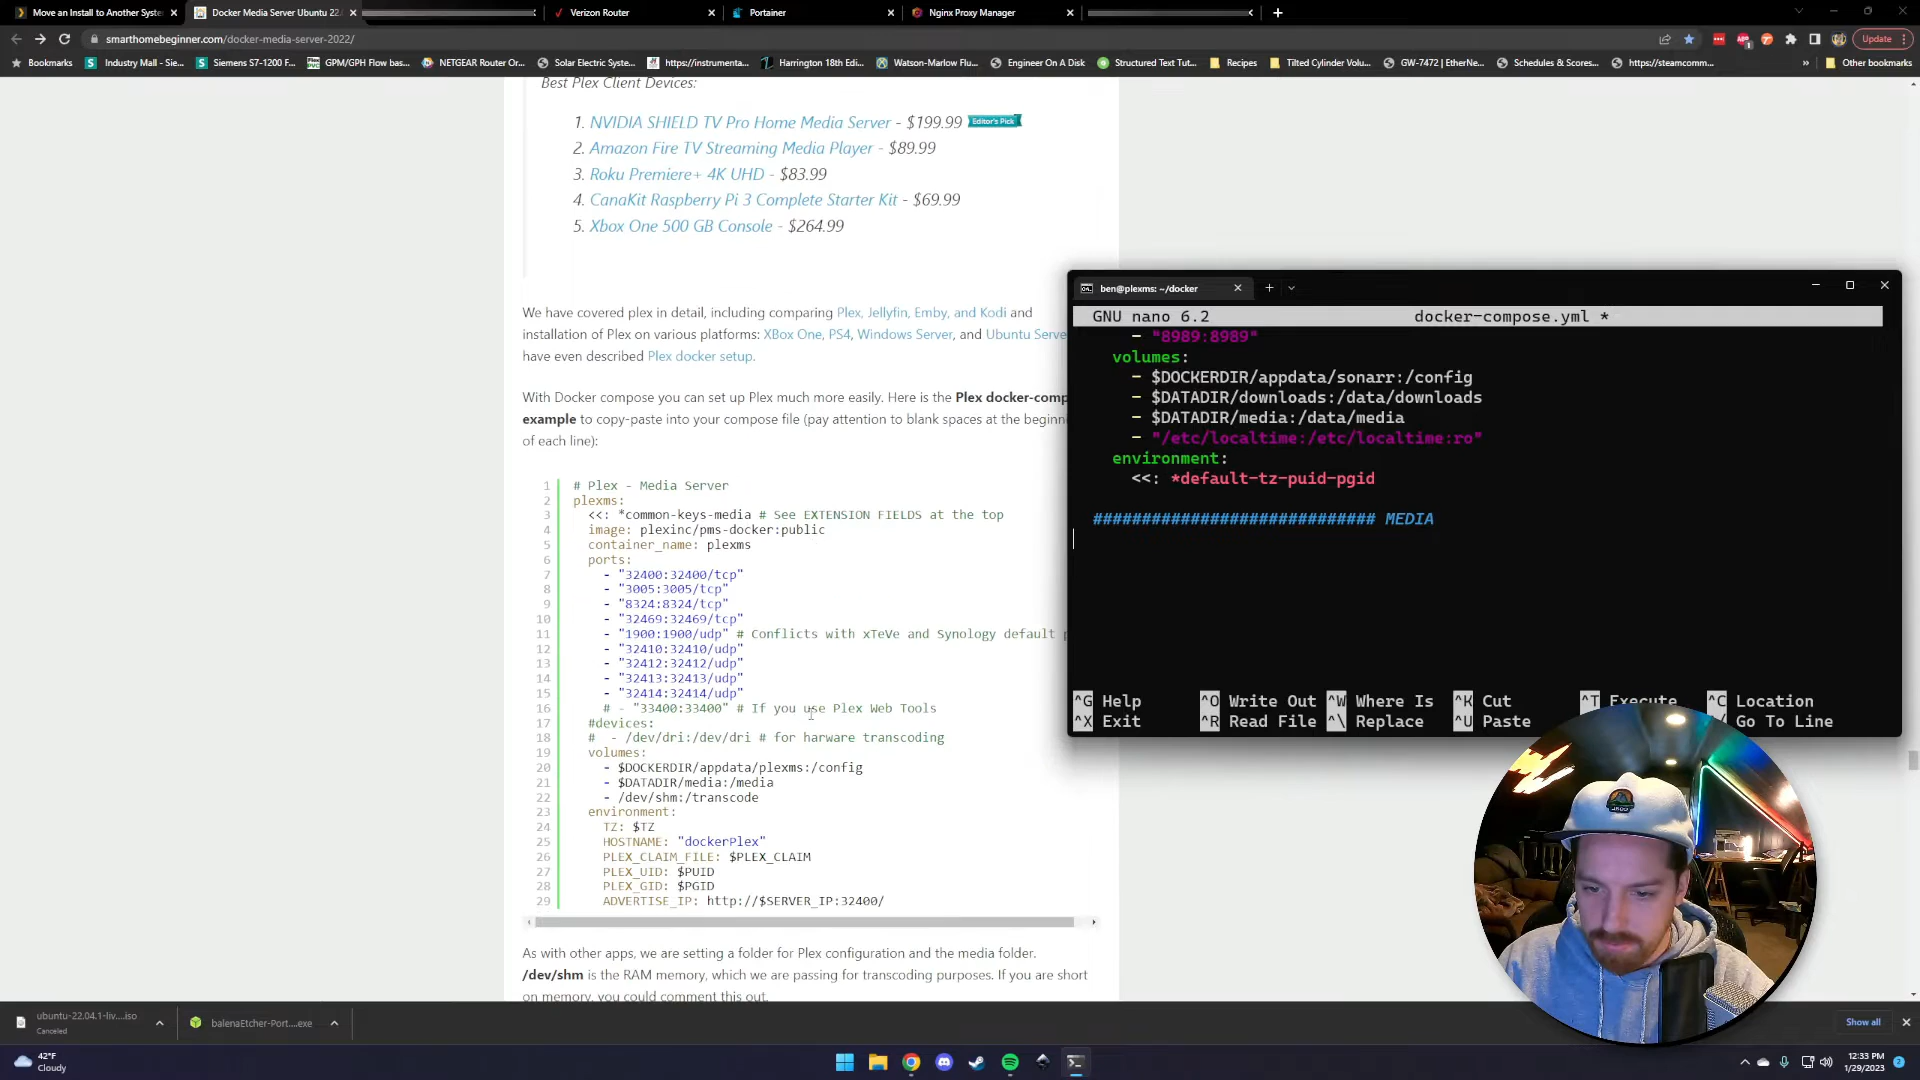 Move an Install to Another Syste
Docker Media Server Ubuntu 22.
Verizon Router
Portainer
Nginx Proxy Manager
smarthomebeginner.com/docker-media-server-2022/
Update
Bookmarks
Industry Mall - Sie...
Siemens S7-1200 F...
GPM/GPH Flow bas...
NETGEAR Router Or...
Solar Electric Syste...
https://instrumenta...
Harrington 18th Edi...
Watson-Marlow Flu...
Engineer On A Disk
Structured Text Tut...
Recipes
Tilted Cylinder Volu...
GW-7472 | EtherNe...
Schedules & Scores...
https://steamcomm...
Other bookmarks
Best Plex Client Devices:
1. NVIDIA SHIELD TV Pro Home Media Server - $199.99 Editor's Pick
2. Amazon Fire TV Streaming Media Player - $89.99
3. Roku Premiere+ 4K UHD - $83.99
4. CanaKit Raspberry Pi 3 Complete Starter Kit - $69.99
5. Xbox One 500 GB Console - $264.99
We have covered plex in detail, including comparing Plex, Jellyfin, Emby, and Kodi and
installation of Plex on various platforms: XBox One, PS4, Windows Server, and Ubuntu Serve
have even described Plex docker setup.
With Docker compose you can set up Plex much more easily. Here is the Plex docker-comp
example to copy-paste into your compose file (pay attention to blank spaces at the beginn
of each line):
1 # Plex - Media Server
2 plexms:
3 <<: *common-keys-media # See EXTENSION FIELDS at the top
4 image: plexinc/pms-docker:public
5 container_name: plexms
6 ports:
7 - "32400:32400/tcp"
8 - "3005:3005/tcp"
9 - "8324:8324/tcp"
10 - "32469:32469/tcp"
11 - "1900:1900/udp" # Conflicts with xTeVe and Synology default p
12 - "32410:32410/udp"
13 - "32412:32412/udp"
14 - "32413:32413/udp"
15 - "32414:32414/udp"
16 # - "33400:33400" # If you use Plex Web Tools
17 #devices:
18 # - /dev/dri:/dev/dri # for harware transcoding
19 volumes:
20 - $DOCKERDIR/appdata/plexms:/config
21 - $DATADIR/media:/media
22 - /dev/shm:/transcode
23 environment:
24 TZ: $TZ
25 HOSTNAME: "dockerPlex"
26 PLEX_CLAIM_FILE: $PLEX_CLAIM
27 PLEX_UID: $PUID
28 PLEX_GID: $PGID
29 ADVERTISE_IP: http://$SERVER_IP:32400/
As with other apps, we are setting a folder for Plex configuration and the media folder.
/dev/shm is the RAM memory, which we are passing for transcoding purposes. If you are short
on memory, you could comment this out.
ben@plexms: ~/docker
GNU nano 6.2 docker-compose.yml *
- "8989:8989"
volumes:
- $DOCKERDIR/appdata/sonarr:/config
- $DATADIR/downloads:/data/downloads
- $DATADIR/media:/data/media
- "/etc/localtime:/etc/localtime:ro"
environment:
<<: *default-tz-puid-pgid
############################# MEDIA
^G Help ^O Write Out ^W Where Is ^K Cut ^T Execute ^C Location
^X Exit ^R Read File ^\ Replace ^U Paste Go To Line
ubuntu-22.04.1-liv....iso
Canceled
balenaEtcher-Port....exe
Show all
42°F
Cloudy
12:33 PM
1/29/2023